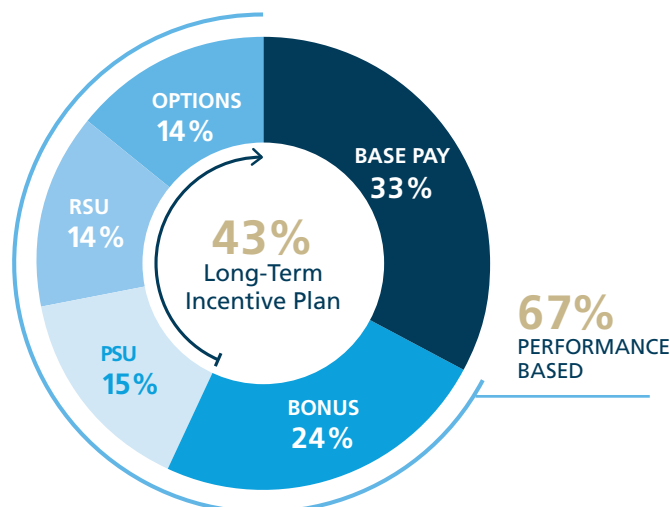 OPTIONS
14%
BASE PAY
33%
RSU
14%
43%
Long-Term
Incentive Plan
67%
PERFORMANCE
BASED
PSU
15%
BONUS
24%